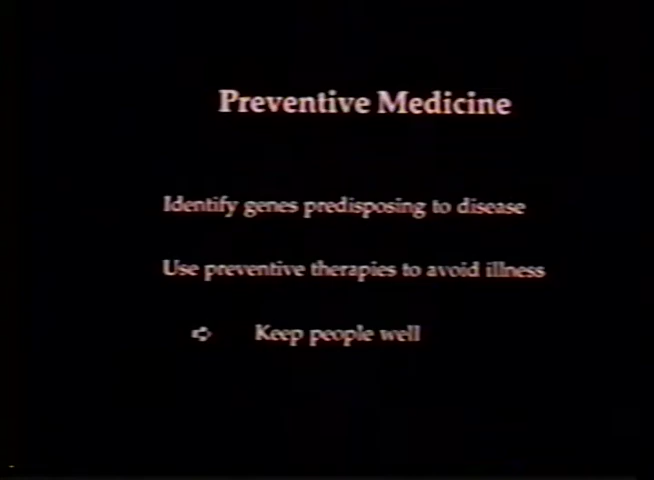 Preventive Medicine
Identify genes predisposing to disease
Use preventive therapies to avoid illness
➪ Keep people well